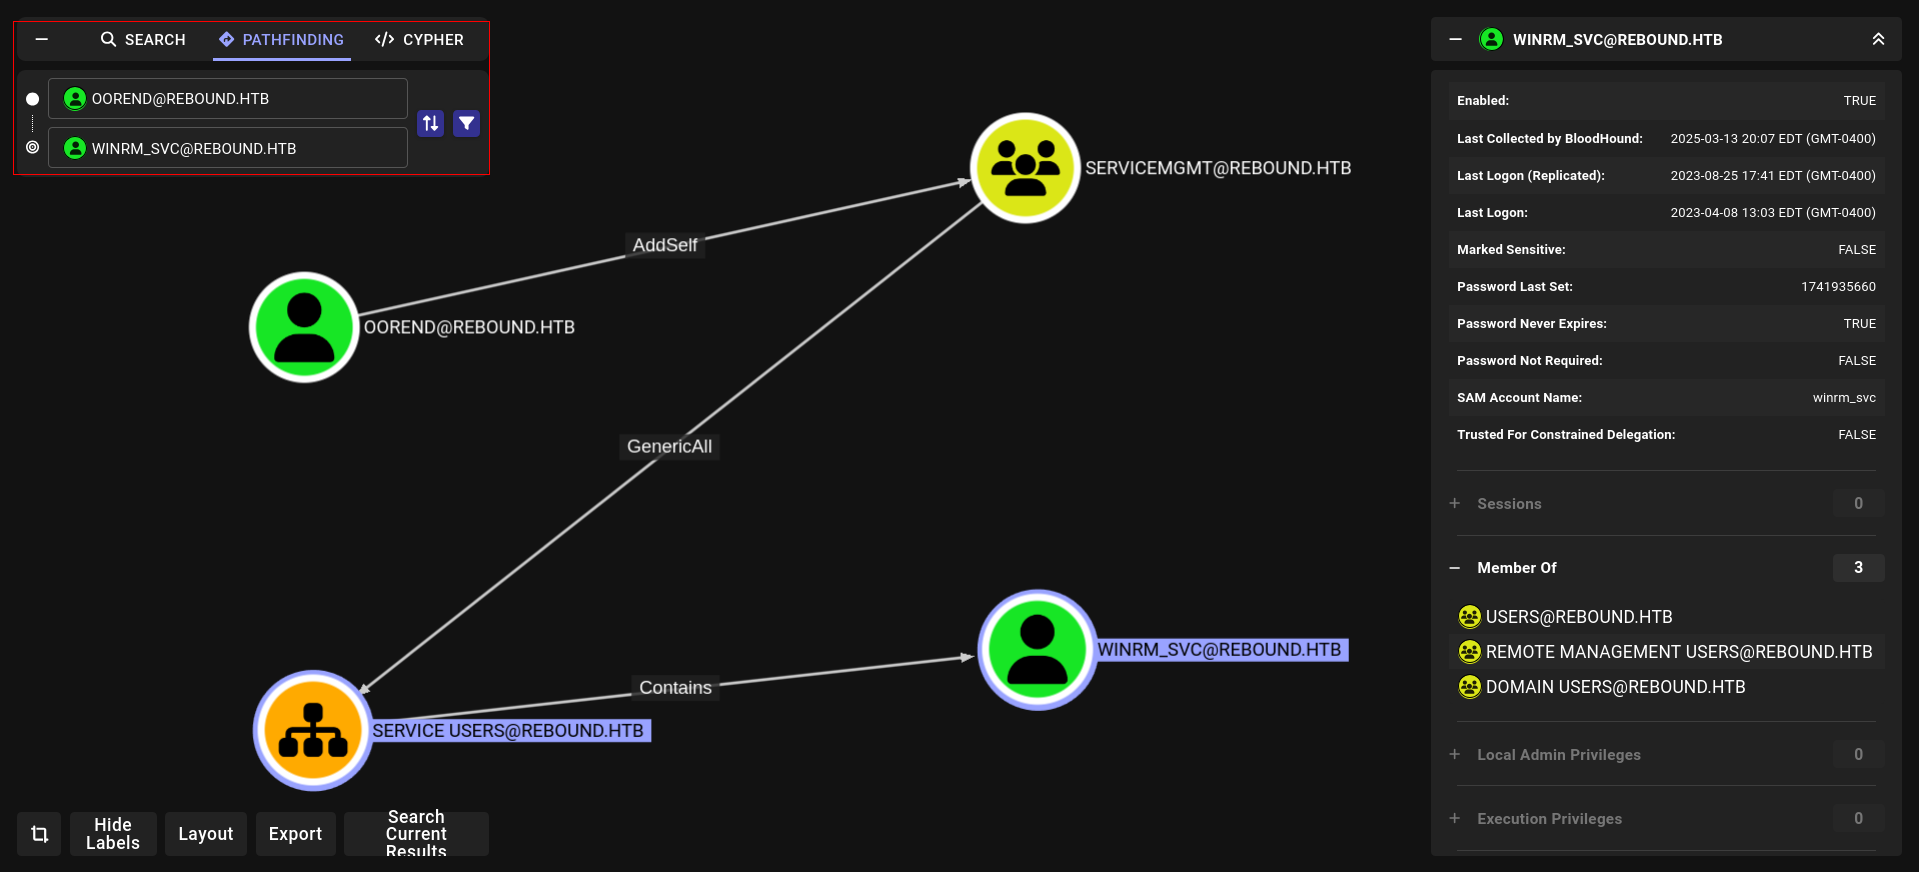 SEARCH
PATHFINDING
CYPHER
OOREND@REBOUND.HTB
WINRM_SVC@REBOUND.HTB
SERVICEMGMT@REBOUND.HTB
AddSelf
OOREND@REBOUND.HTB
GenericAll
WINRM_SVC@REBOUND.HTB
Contains
SERVICE USERS@REBOUND.HTB
Hide
Labels
Layout
Export
Search
Current
Results
WINRM_SVC@REBOUND.HTB
Enabled: TRUE
Last Collected by BloodHound: 2025-03-13 20:07 EDT (GMT-0400)
Last Logon (Replicated): 2023-08-25 17:41 EDT (GMT-0400)
Last Logon: 2023-04-08 13:03 EDT (GMT-0400)
Marked Sensitive: FALSE
Password Last Set: 1741935660
Password Never Expires: TRUE
Password Not Required: FALSE
SAM Account Name: winrm_svc
Trusted For Constrained Delegation: FALSE
Sessions 0
Member Of 3
USERS@REBOUND.HTB
REMOTE MANAGEMENT USERS@REBOUND.HTB
DOMAIN USERS@REBOUND.HTB
Local Admin Privileges 0
Execution Privileges 0